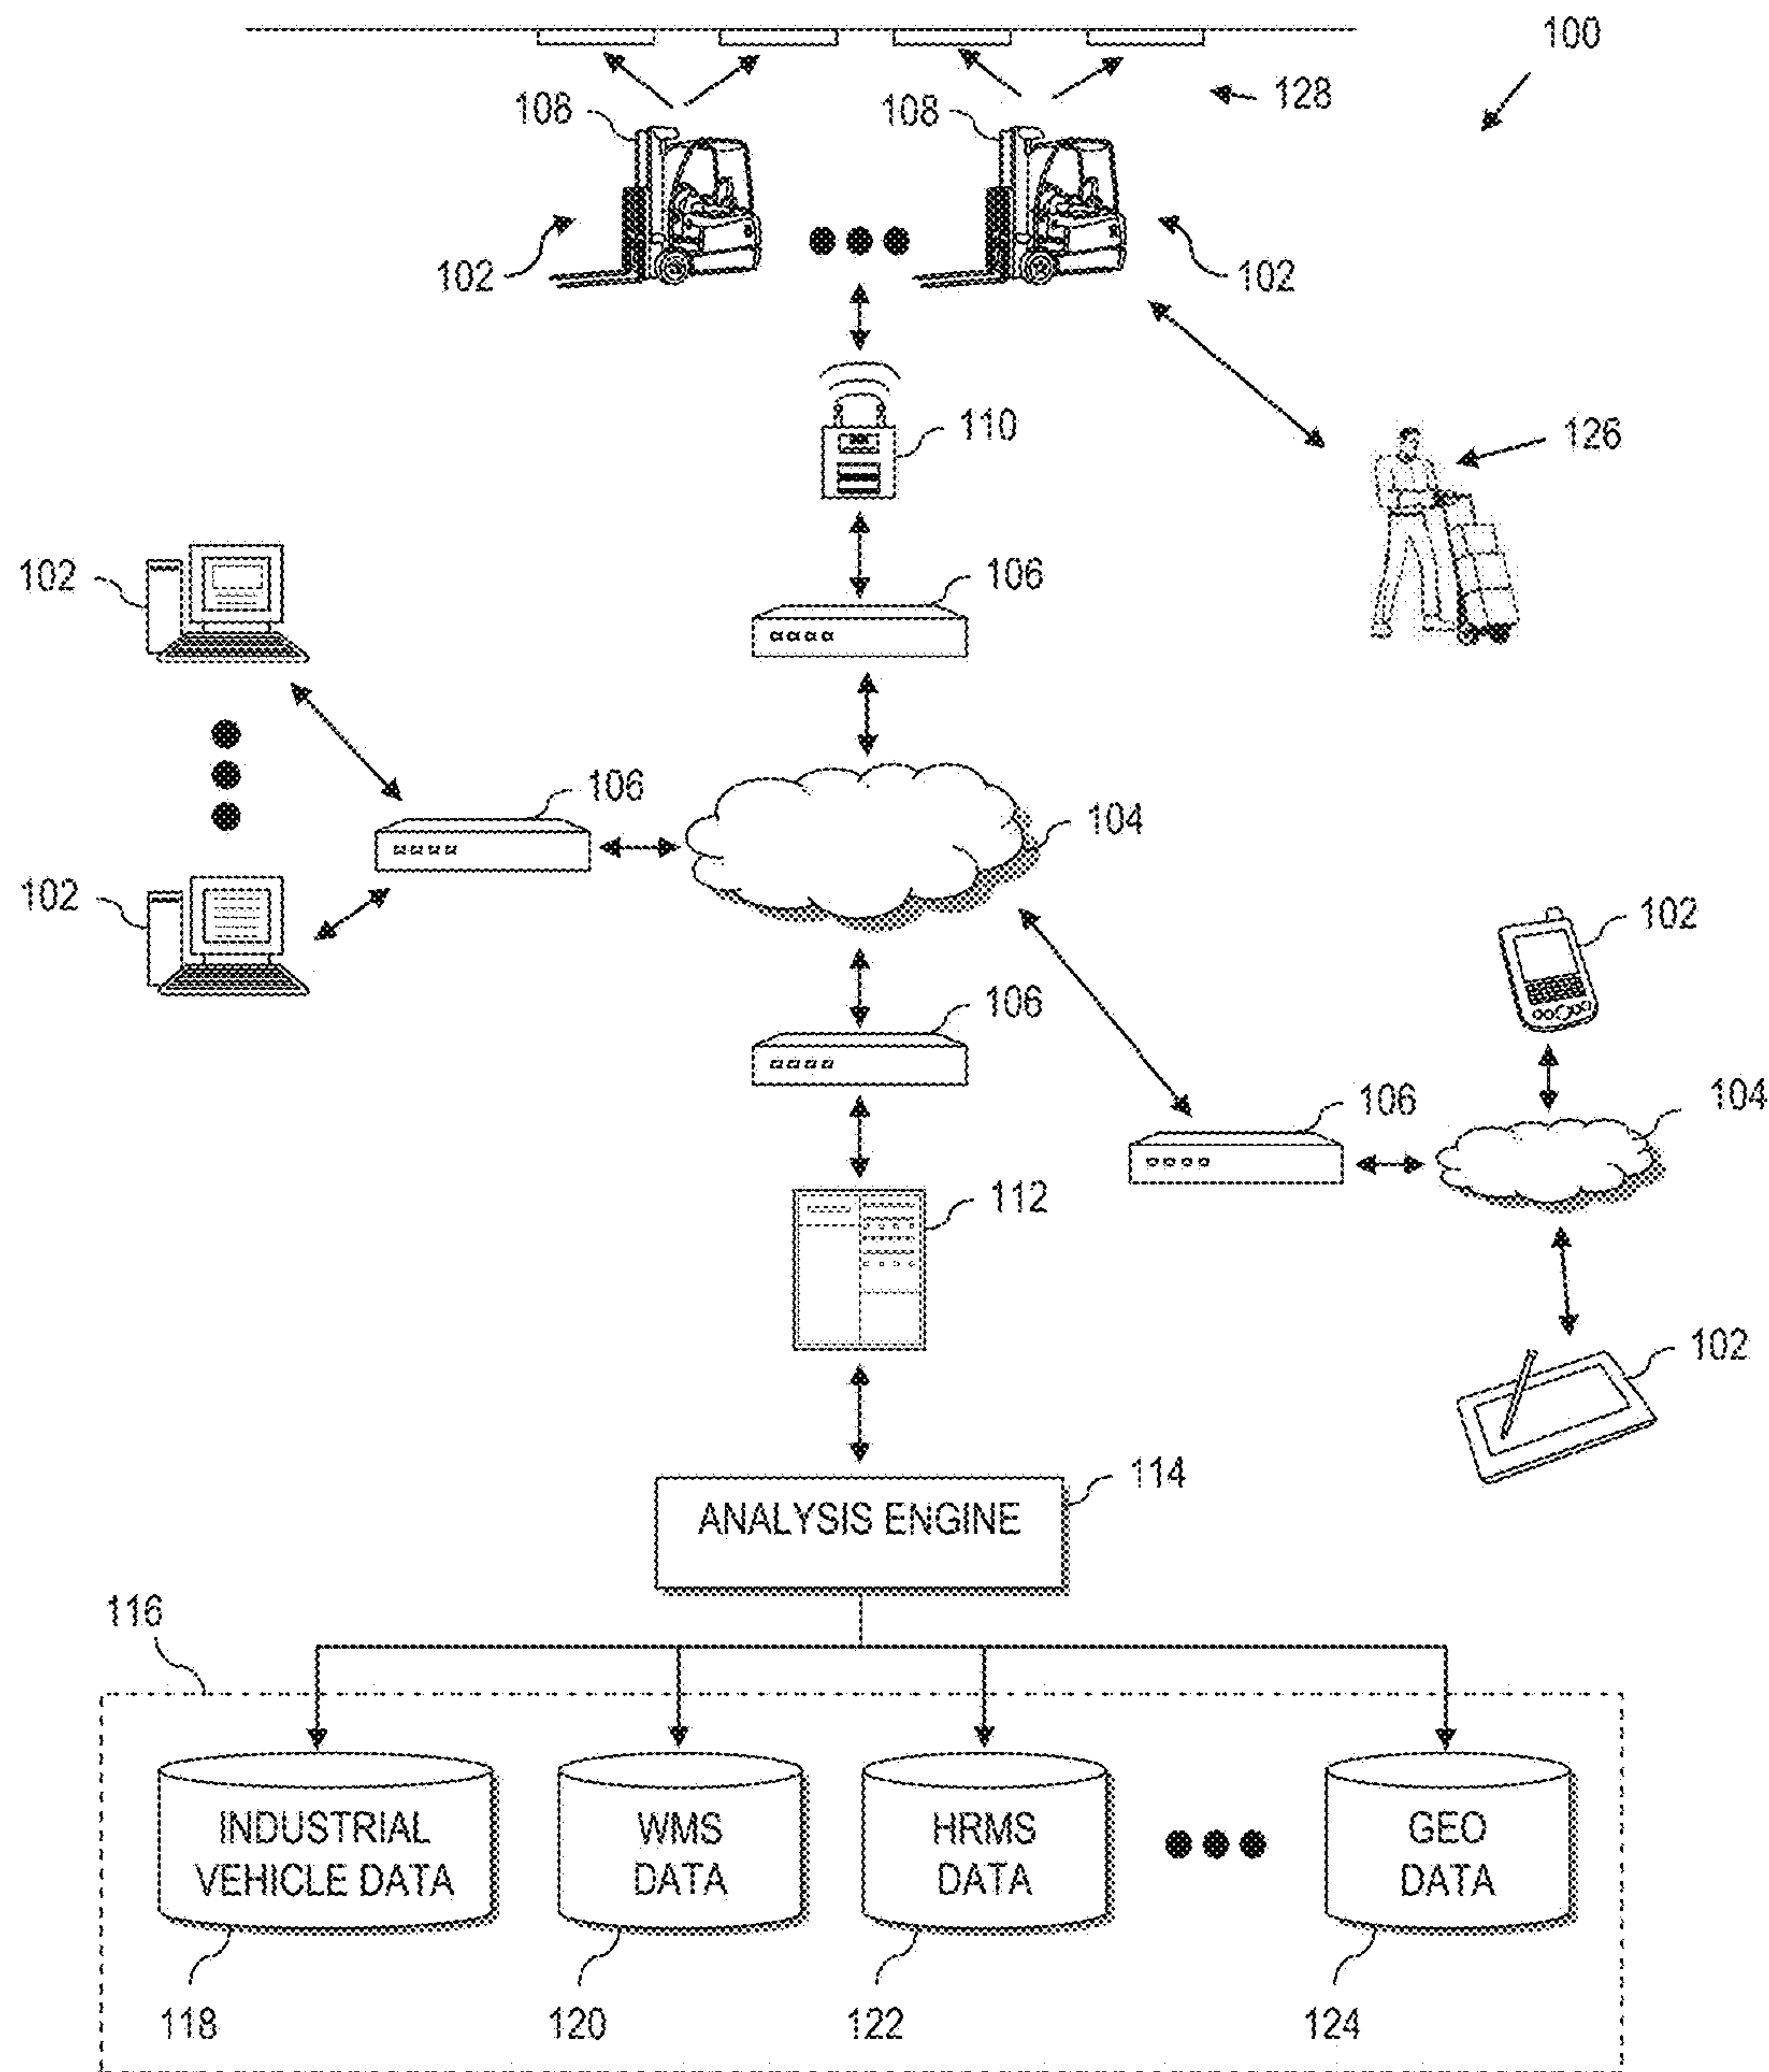 100
108
108
128
102
102
110
126
102
106
106
104
102
102
106
106
104
112
102
114
ANALYSIS ENGINE
116
INDUSTRIAL
VEHICLE DATA
WMS
DATA
HRMS
DATA
GEO
DATA
118
120
122
124